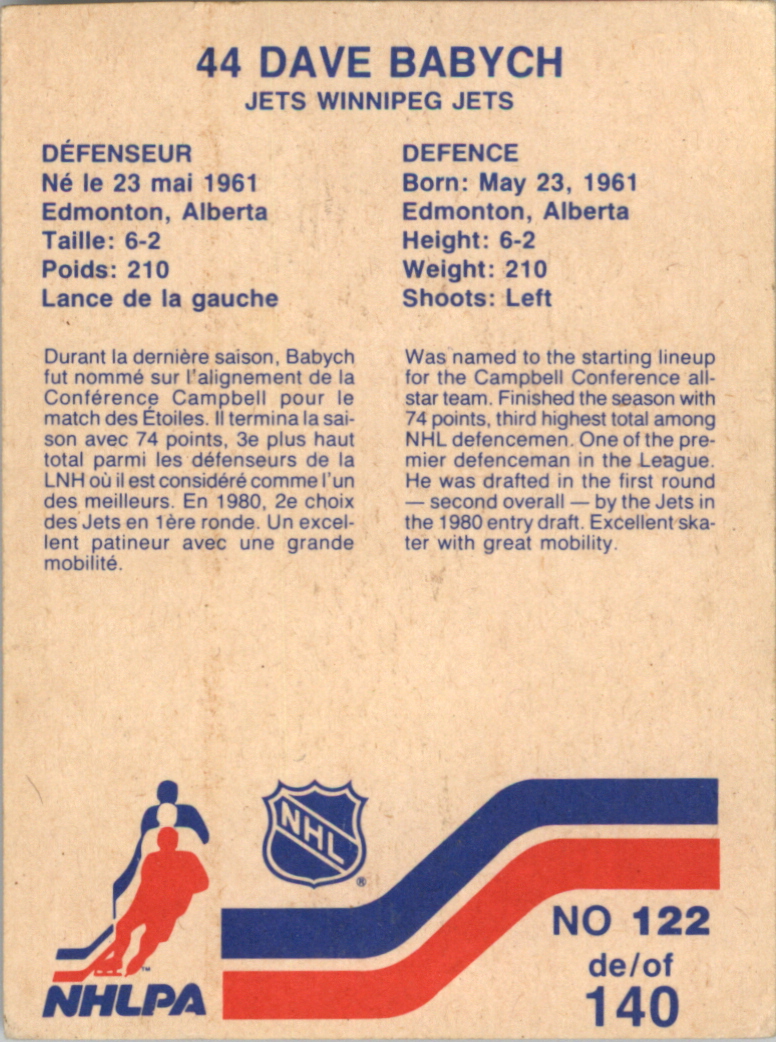 44 DAVE BABYCH
JETS WINNIPEG JETS
DÉFENSEUR
Né le 23 mai 1961
Edmonton, Alberta
Taille: 6-2
Poids: 210
Lance de la gauche
Durant la dernière saison, Babych
fut nommé sur l'alignement de la
Conférence Campbell pour le
match des Étoiles. Il termina la sai-
son avec 74 points, 3e plus haut
total parmi les défenseurs de la
LNH où il est considéré comme l'un
des meilleurs. En 1980, 2e choix
des Jets en 1ère ronde. Un excel-
lent patineur avec une grande
mobilité.
DEFENCE
Born: May 23, 1961
Edmonton, Alberta
Height: 6-2
Weight: 210
Shoots: Left
Was named to the starting lineup
for the Campbell Conference all-
star team. Finished the season with
74 points, third highest total among
NHL defencemen. One of the pre-
mier defenceman in the League.
He was drafted in the first round
— second overall — by the Jets in
the 1980 entry draft. Excellent ska-
ter with great mobility.
NHL
®
™
NHLPA
NO 122
de/of
140